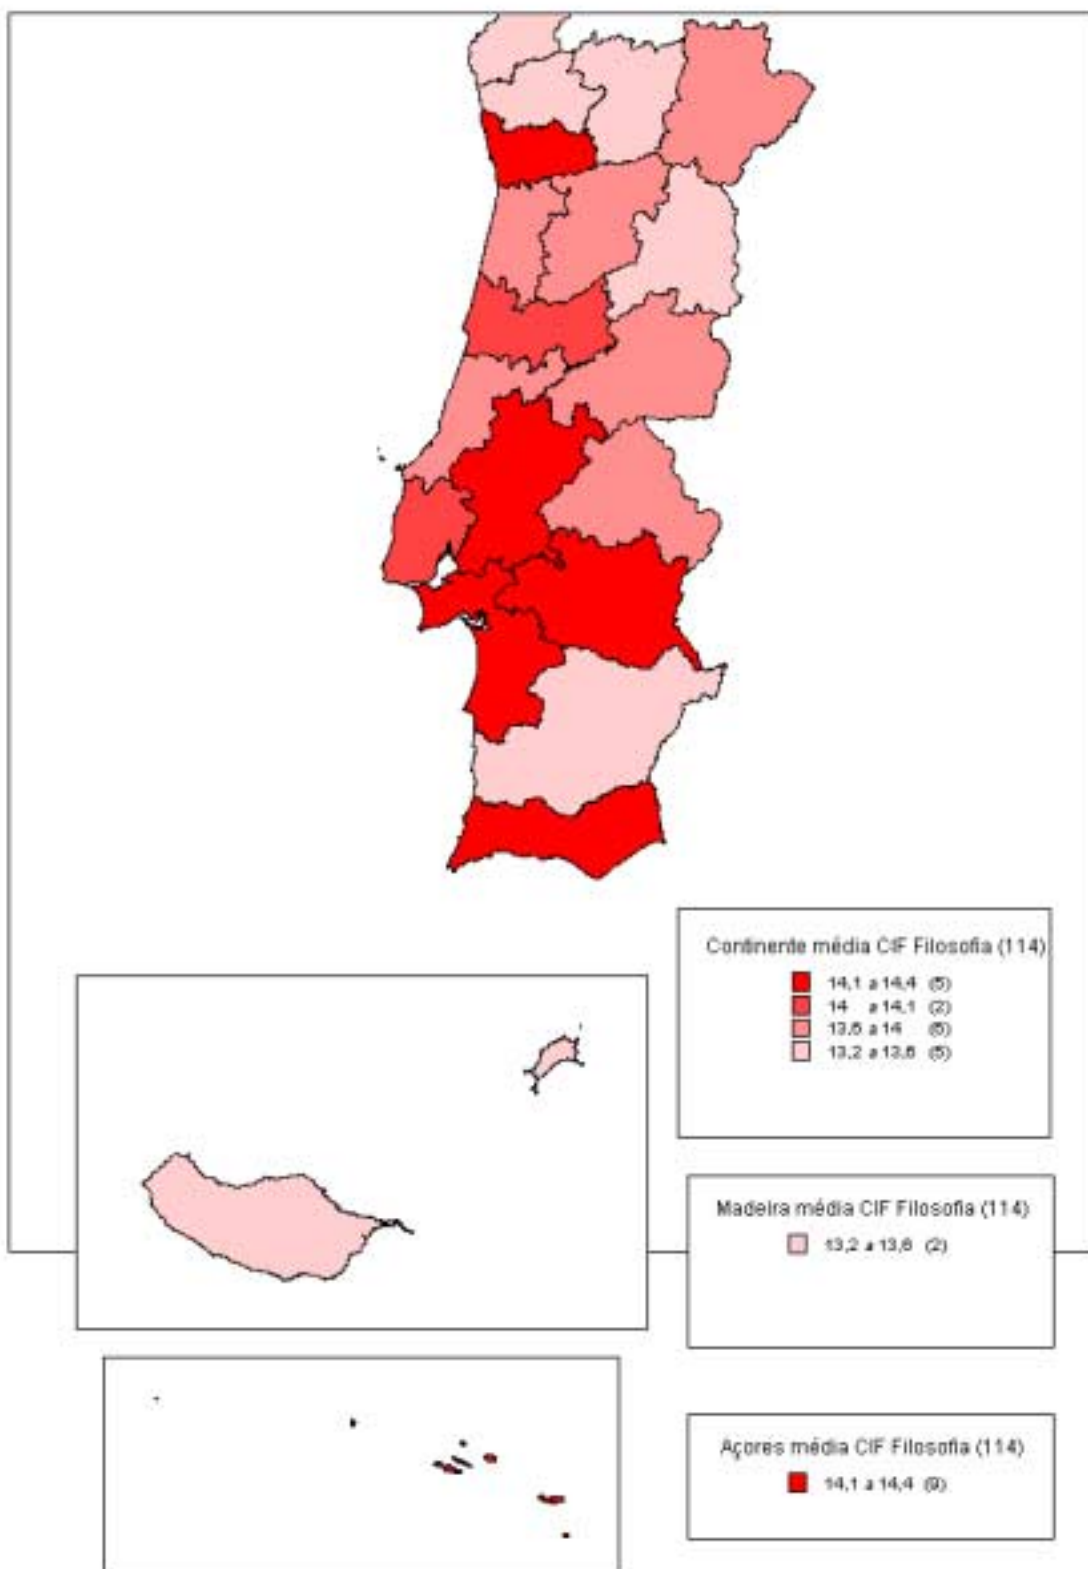 Continente média CIF Filosofia (114)
14,1 a 14,4 (5)
14 a 14,1 (2)
13,6 a 14 (6)
13,2 a 13,6 (5)
Madeira média CIF Filosofia (114)
13,2 a 13,6 (2)
Açores média CIF Filosofia (114)
14,1 a 14,4 (9)